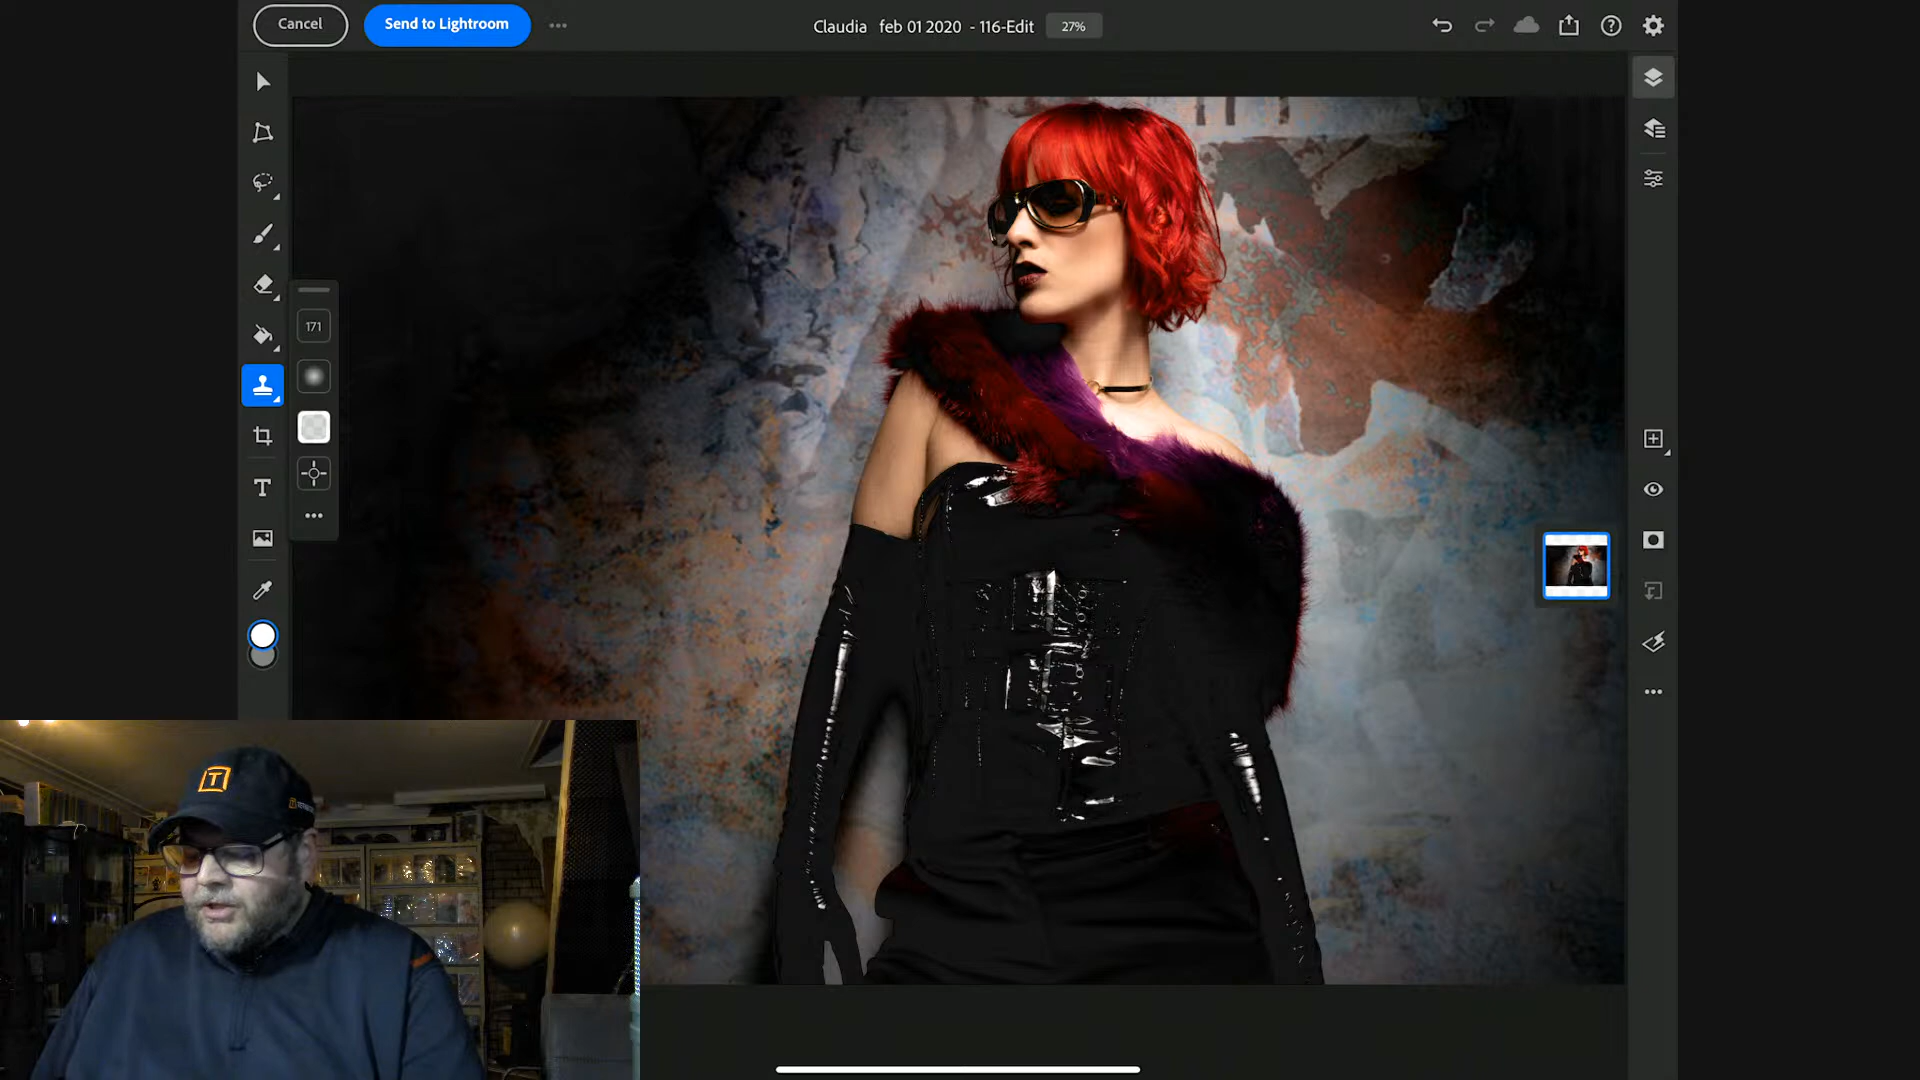 Cancel
Send to Lightroom
Claudia feb 01 2020 - 116-Edit
27%
171
T
T